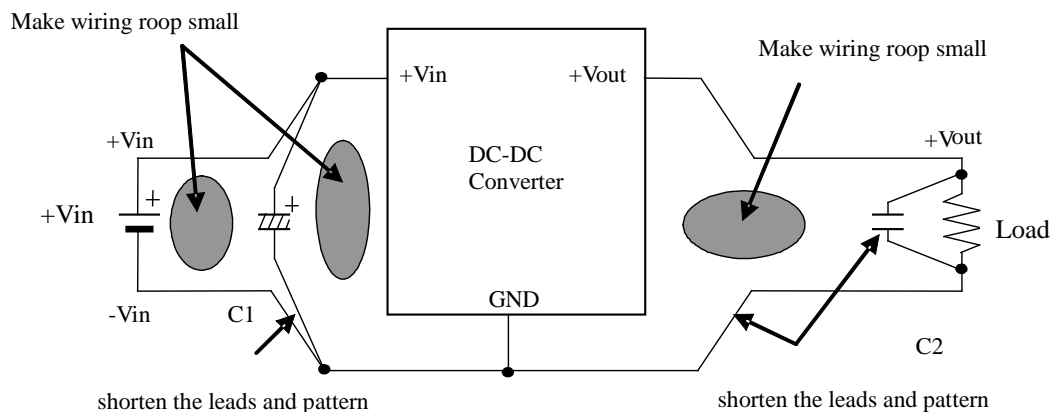 Make wiring roop small
Make wiring roop small
+Vin
+Vout
+Vin
+Vout
DC-DC
Converter
+
+
+Vin
Load
GND
-Vin
C1
C2
shorten the leads and pattern
shorten the leads and pattern